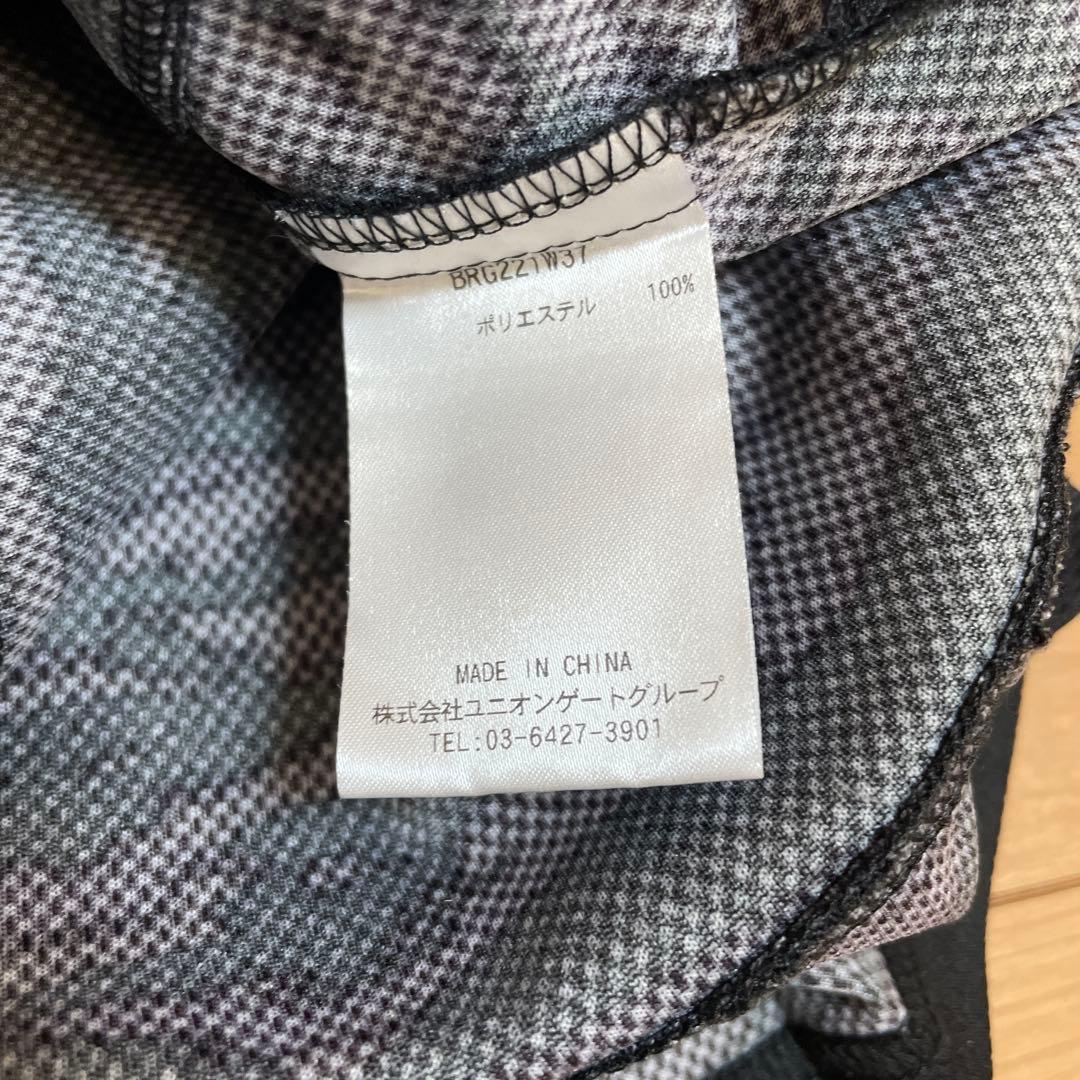 BRG221W37
ポリエステル 100%
MADE IN CHINA
株式会社ユニオンゲートグループ
TEL:03-6427-3901